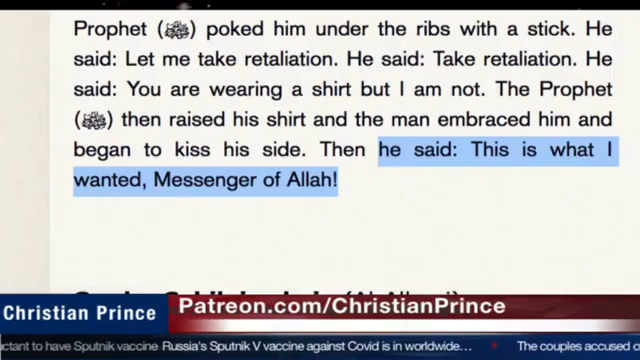 Prophet (ﷺ) poked him under the ribs with a stick. He
said: Let me take retaliation. He said: Take retaliation. He
said: You are wearing a shirt but I am not. The Prophet
(ﷺ) then raised his shirt and the man embraced him and
began to kiss his side. Then he said: This is what I
wanted, Messenger of Allah!
Christian Prince
Patreon.com/ChristianPrince
uctant to have Sputnik vaccine Russia's Sputnik V vaccine against Covid is in worldwide... The couples accused o